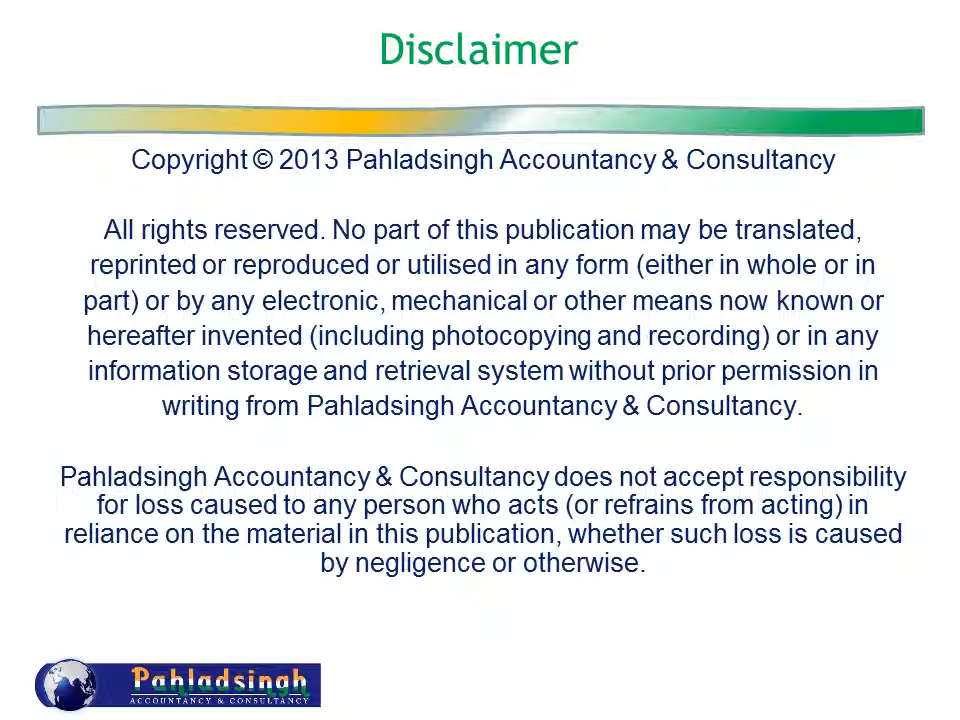 Disclaimer
Copyright © 2013 Pahladsingh Accountancy & Consultancy
All rights reserved. No part of this publication may be translated,
reprinted or reproduced or utilised in any form (either in whole or in
part) or by any electronic, mechanical or other means now known or
hereafter invented (including photocopying and recording) or in any
information storage and retrieval system without prior permission in
writing from Pahladsingh Accountancy & Consultancy.
Pahladsingh Accountancy & Consultancy does not accept responsibility
for loss caused to any person who acts (or refrains from acting) in
reliance on the material in this publication, whether such loss is caused
by negligence or otherwise.
Pahladsingh
ACCOUNTANCY & CONSULTANCY